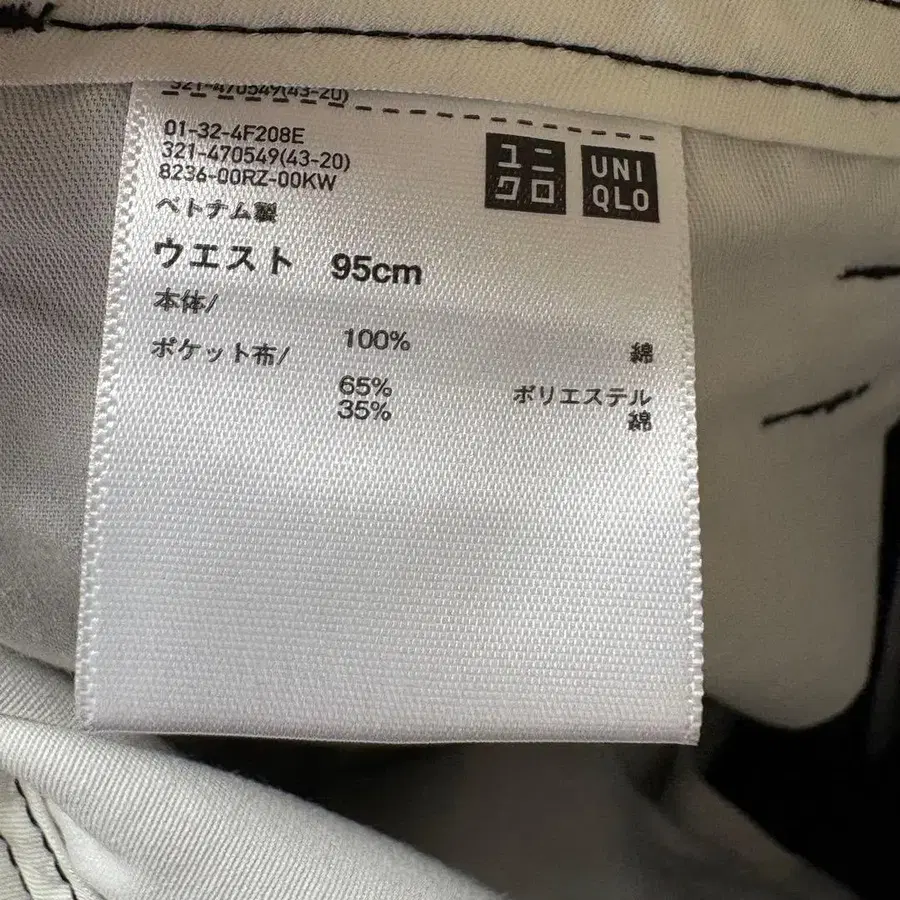 321-470549(43-20)
01-32-4F208E
321-470549(43-20)
8236-00RZ-00KW
ユニクロ
UNIQLO
ベトナム製
ウエスト 95cm
本体/
100% 綿
ポケット布/
65% ポリエステル
35% 綿